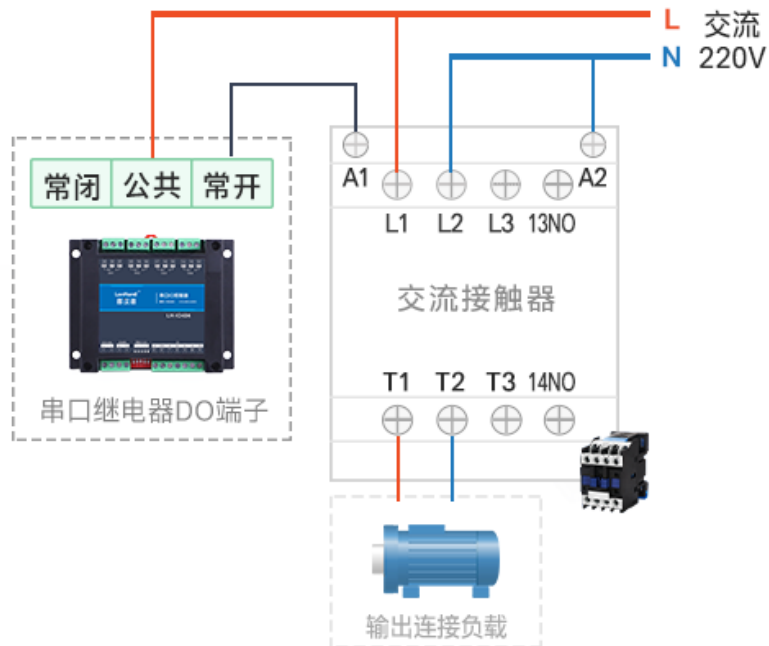 L 交流
N 220V
常闭 公共 常开
A1 A2
L1 L2 L3 13NO
交流接触器
T1 T2 T3 14NO
串口继电器DO端子
输出连接负载